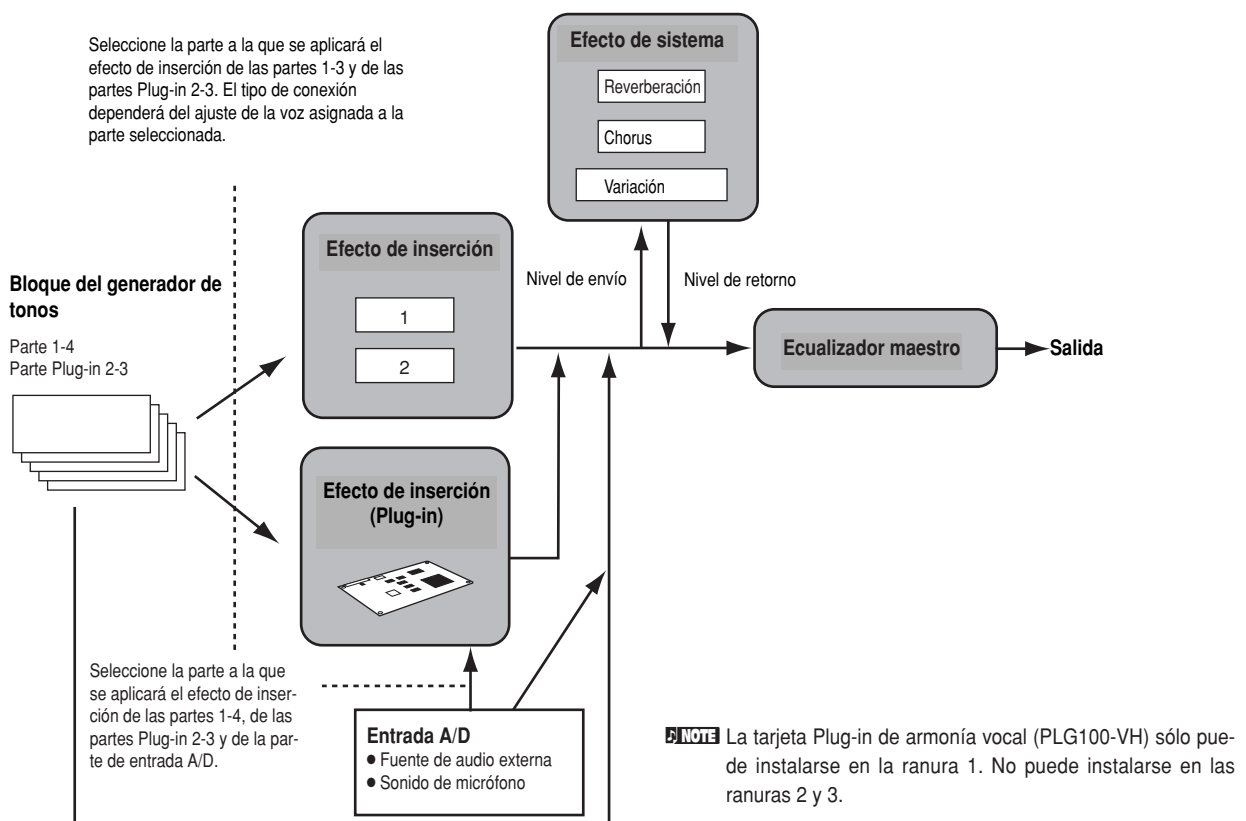 Seleccione la parte a la que se aplicará el
efecto de inserción de las partes 1-3 y de las
partes Plug-in 2-3. El tipo de conexión
dependerá del ajuste de la voz asignada a la
parte seleccionada.
Efecto de sistema
Reverberación
Chorus
Variación
Efecto de inserción
1
2
Nivel de envío
Nivel de retorno
Bloque del generador de
tonos
Parte 1-4
Parte Plug-in 2-3
Ecualizador maestro
Salida
Efecto de inserción
(Plug-in)
Seleccione la parte a la que
se aplicará el efecto de inser-
ción de las partes 1-4, de las
partes Plug-in 2-3 y de la par-
te de entrada A/D.
Entrada A/D
● Fuente de audio externa
● Sonido de micrófono
NOTE La tarjeta Plug-in de armonía vocal (PLG100-VH) sólo pue-
de instalarse en la ranura 1. No puede instalarse en las
ranuras 2 y 3.